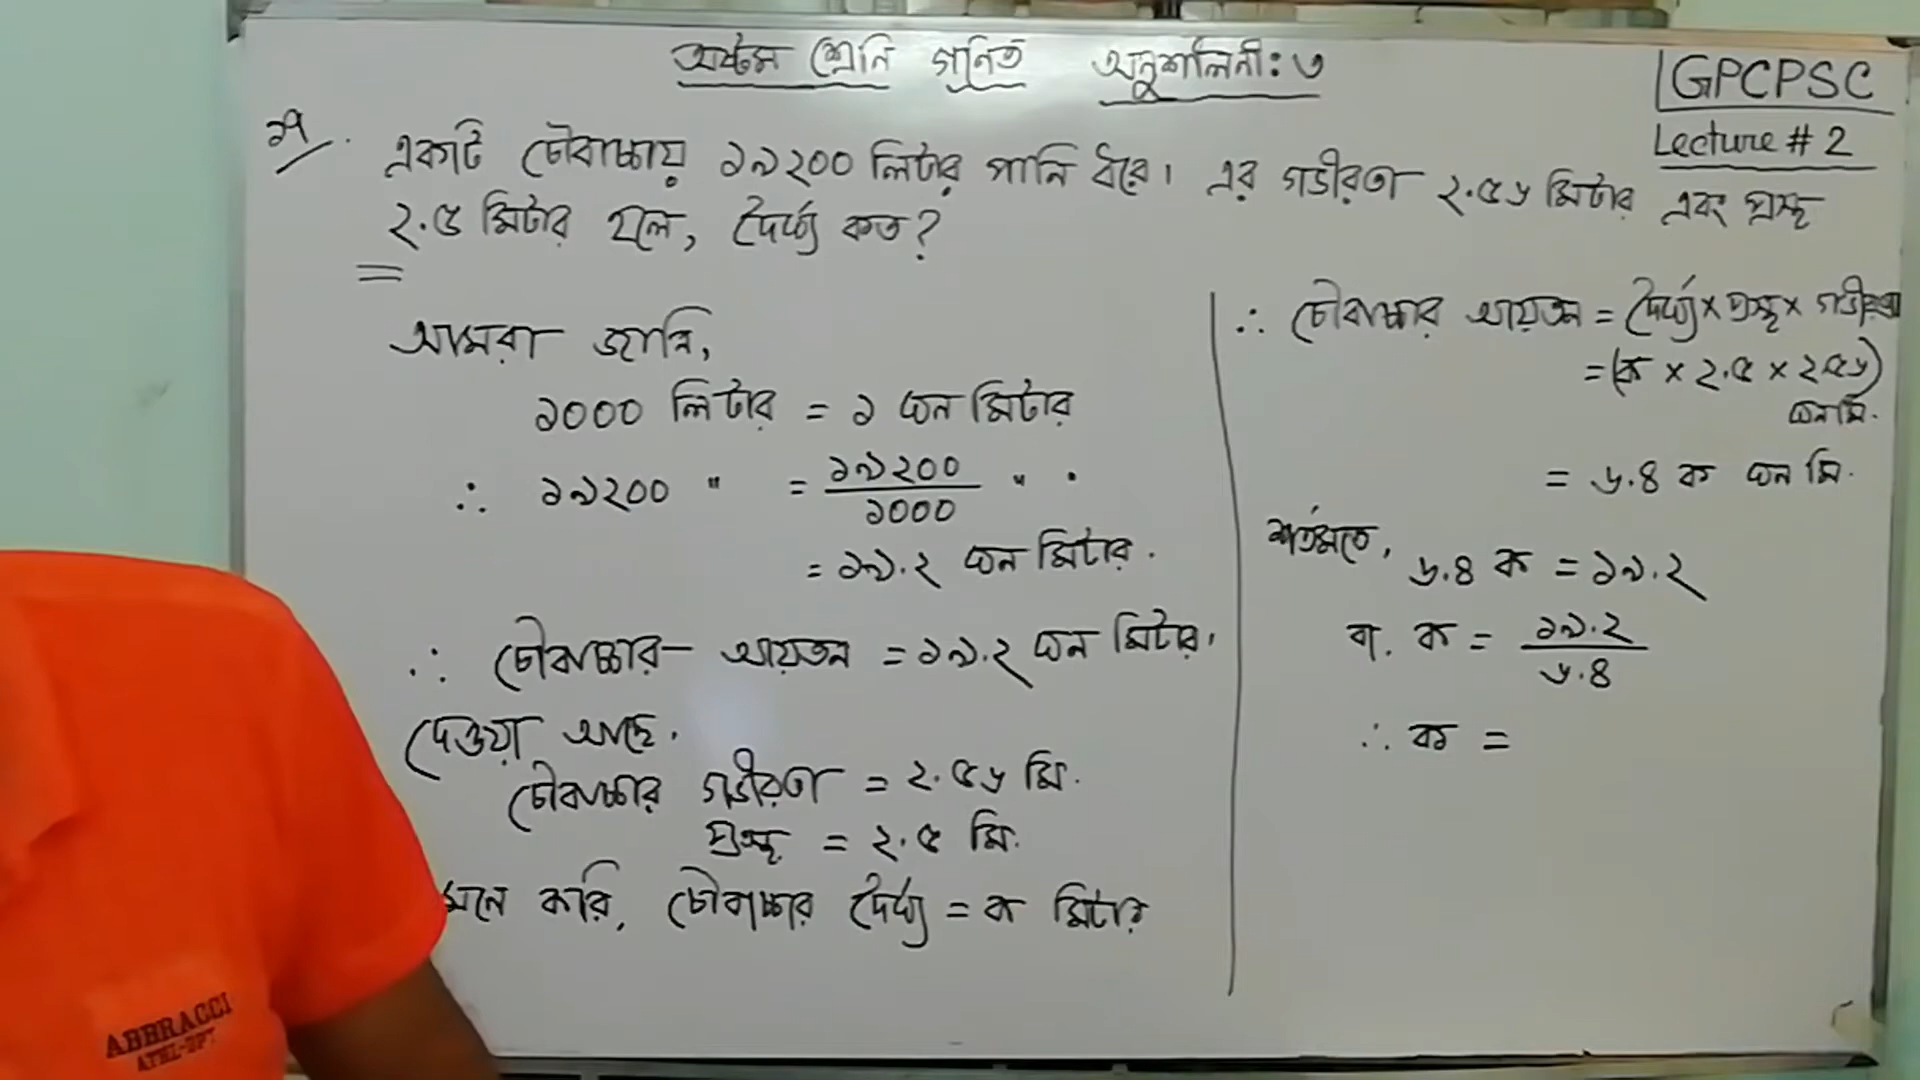 অষ্টম শ্রেনি গনিত অনুশীলনী: ৩
GPCPSC
Lecture # 2
১৭. একটি চৌবাচ্চায় ১৯২০০ লিটার পানি ধরে। এর গভীরতা ২.৫৬ মিটার এবং প্রস্থ
২.৫ মিটার হলে, দৈর্ঘ্য কত?
=
আমরা জানি,
১০০০ লিটার = ১ ঘন মিটার
∴ ১৯২০০ " = ১৯২০০/১০০০ " "
= ১৯.২ ঘন মিটার.
∴ চৌবাচ্চার আয়তন = ১৯.২ ঘন মিটার।
দেওয়া আছে.
চৌবাচ্চার গভীরতা = ২.৫৬ মি.
প্রস্থ = ২.৫ মি.
মনে করি, চৌবাচ্চার দৈর্ঘ্য = ক মিটার
∴ চৌবাচ্চার আয়তন = দৈর্ঘ্য × প্রস্থ × গভীরতা
= (ক × ২.৫ × ২.৫৬)
ঘনমি.
= ৬.৪ ক ঘন মি.
শর্তমতে,
৬.৪ ক = ১৯.২
বা. ক = ১৯.২/৬.৪
∴ ক =
ABBRACCI